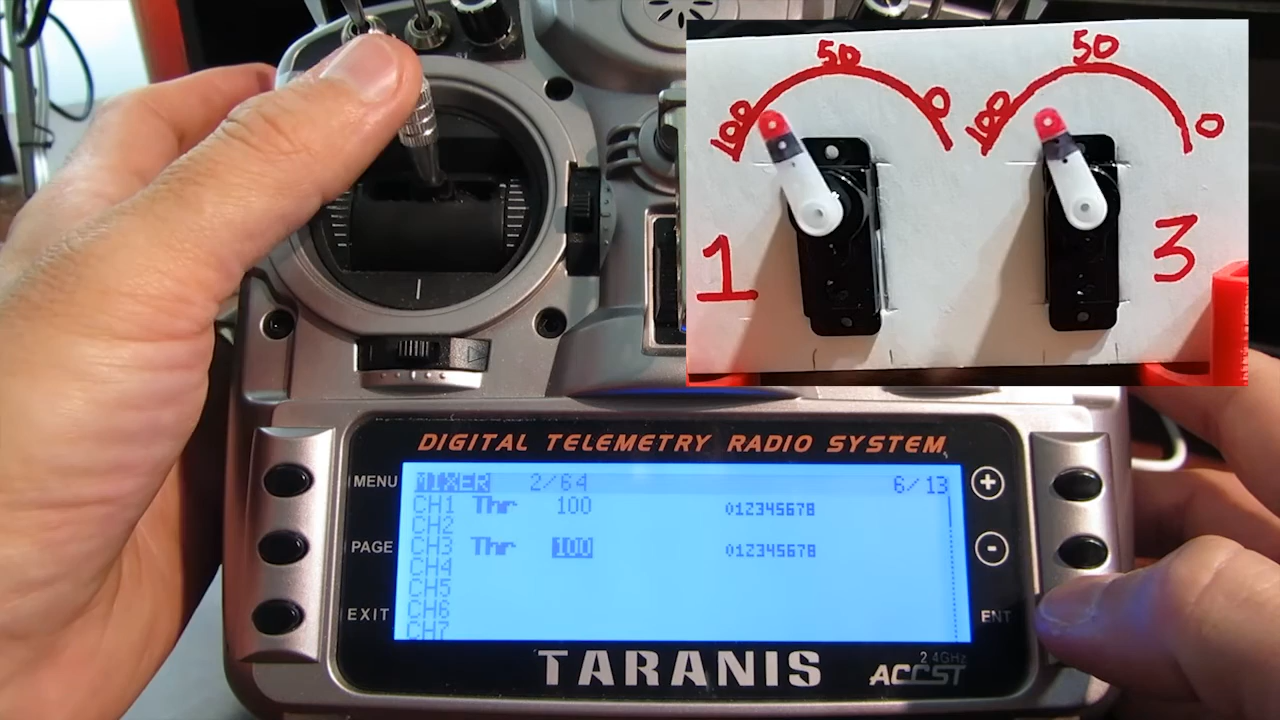 50
50
100
0
100
0
1
3
DIGITAL TELEMETRY RADIO SYSTEM
MENU
PAGE
EXIT
MIXER 2/64 6/13
CH1 Thr 100 012345678
CH2
CH3 Thr 100 012345678
CH4
CH5
CH6
CH7
+
-
ENT
TARANIS
2.4GHz
ACCST